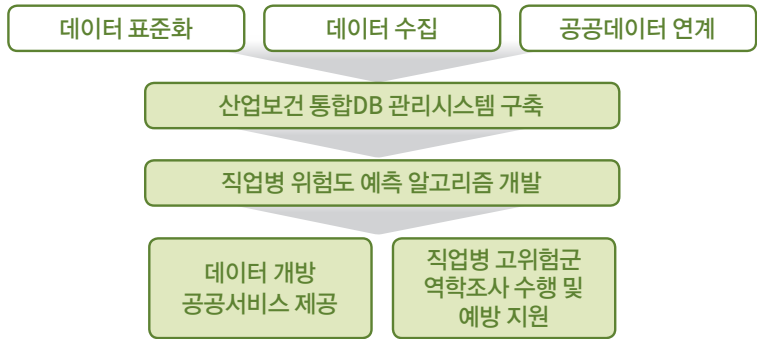 데이터 표준화
데이터 수집
공공데이터 연계
산업보건 통합DB 관리시스템 구축
직업병 위험도 예측 알고리즘 개발
데이터 개방
공공서비스 제공
직업병 고위험군
역학조사 수행 및
예방 지원